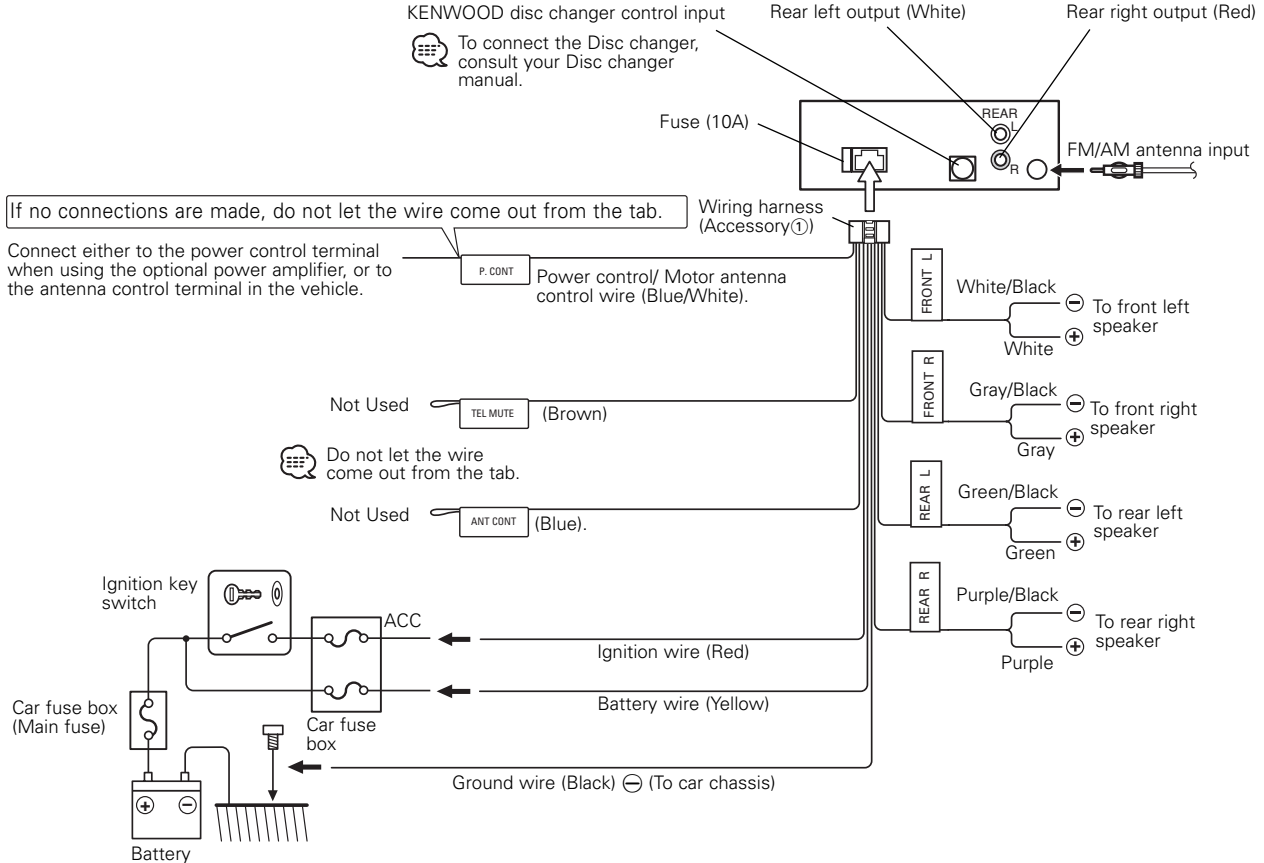 KENWOOD disc changer control input
Rear left output (White)
Rear right output (Red)
To connect the Disc changer,
consult your Disc changer
manual.
Fuse (10A)
REAR
L
R
FM/AM antenna input
If no connections are made, do not let the wire come out from the tab.
Wiring harness
(Accessory①)
Connect either to the power control terminal
when using the optional power amplifier, or to
the antenna control terminal in the vehicle.
P. CONT
Power control/ Motor antenna
control wire (Blue/White).
FRONT L
White/Black
⊖
To front left
speaker
⊕
White
FRONT R
Gray/Black
⊖
To front right
speaker
⊕
Gray
Not Used
TEL MUTE
(Brown)
Do not let the wire
come out from the tab.
REAR L
Green/Black
⊖
To rear left
speaker
⊕
Green
Not Used
ANT CONT
(Blue).
REAR R
Purple/Black
⊖
To rear right
speaker
⊕
Purple
Ignition key
switch
ACC
Ignition wire (Red)
Battery wire (Yellow)
Car fuse box
(Main fuse)
Car fuse
box
Ground wire (Black) ⊖ (To car chassis)
⊕
⊖
Battery